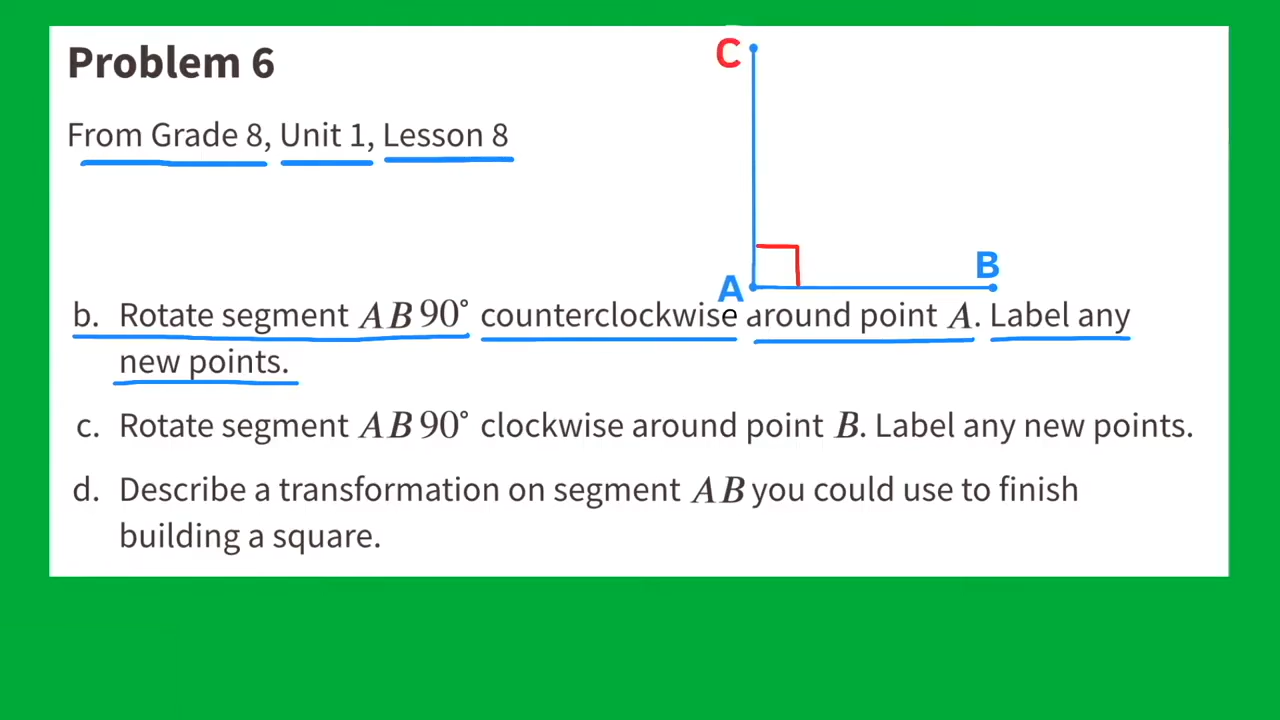 Problem 6
C
From Grade 8, Unit 1, Lesson 8
B
A
b. Rotate segment AB 90° counterclockwise around point A. Label any
new points.
c. Rotate segment AB 90° clockwise around point B. Label any new points.
d. Describe a transformation on segment AB you could use to finish
building a square.